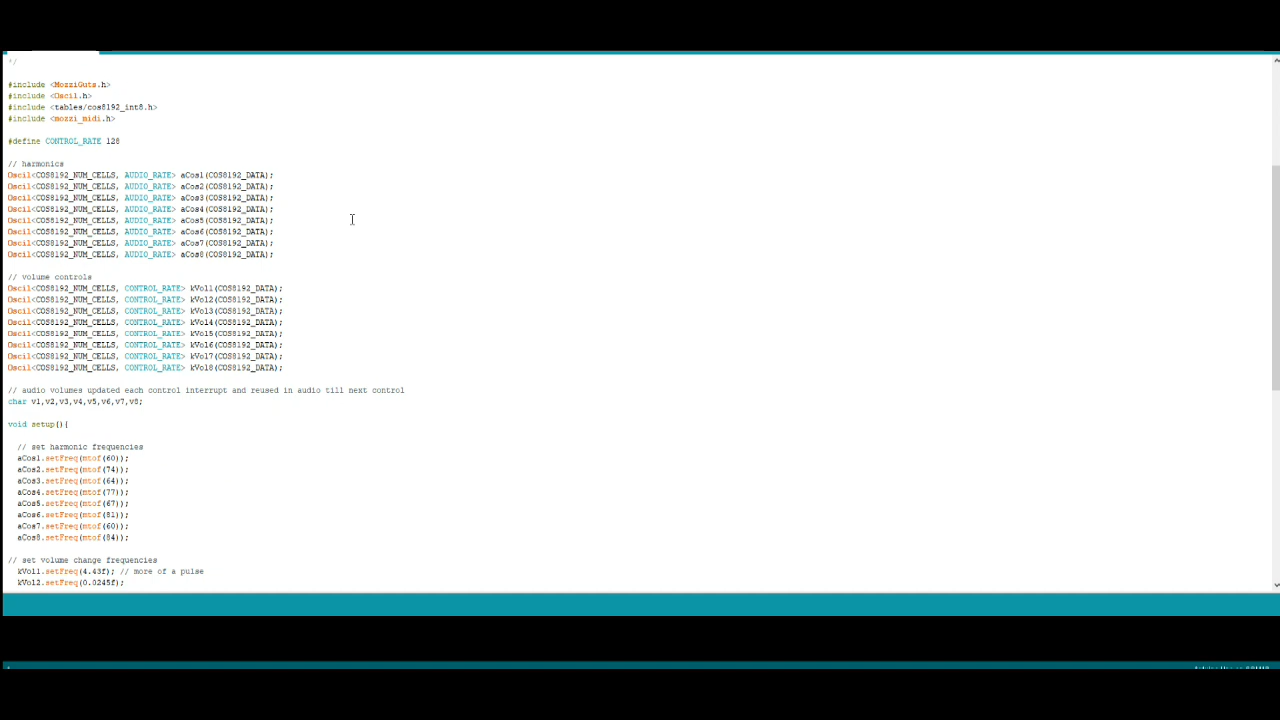 */
#include <MozziGuts.h>
#include <Oscil.h>
#include <tables/cos8192_int8.h>
#include <mozzi_midi.h>
#define CONTROL_RATE 128
// harmonics
Oscil<COS8192_NUM_CELLS, AUDIO_RATE> aCos1(COS8192_DATA);
Oscil<COS8192_NUM_CELLS, AUDIO_RATE> aCos2(COS8192_DATA);
Oscil<COS8192_NUM_CELLS, AUDIO_RATE> aCos3(COS8192_DATA);
Oscil<COS8192_NUM_CELLS, AUDIO_RATE> aCos4(COS8192_DATA);
Oscil<COS8192_NUM_CELLS, AUDIO_RATE> aCos5(COS8192_DATA);
Oscil<COS8192_NUM_CELLS, AUDIO_RATE> aCos6(COS8192_DATA);
Oscil<COS8192_NUM_CELLS, AUDIO_RATE> aCos7(COS8192_DATA);
Oscil<COS8192_NUM_CELLS, AUDIO_RATE> aCos8(COS8192_DATA);
// volume controls
Oscil<COS8192_NUM_CELLS, CONTROL_RATE> kVol1(COS8192_DATA);
Oscil<COS8192_NUM_CELLS, CONTROL_RATE> kVol2(COS8192_DATA);
Oscil<COS8192_NUM_CELLS, CONTROL_RATE> kVol3(COS8192_DATA);
Oscil<COS8192_NUM_CELLS, CONTROL_RATE> kVol4(COS8192_DATA);
Oscil<COS8192_NUM_CELLS, CONTROL_RATE> kVol5(COS8192_DATA);
Oscil<COS8192_NUM_CELLS, CONTROL_RATE> kVol6(COS8192_DATA);
Oscil<COS8192_NUM_CELLS, CONTROL_RATE> kVol7(COS8192_DATA);
Oscil<COS8192_NUM_CELLS, CONTROL_RATE> kVol8(COS8192_DATA);
// audio volumes updated each control interrupt and reused in audio till next control
char v1,v2,v3,v4,v5,v6,v7,v8;
void setup(){
// set harmonic frequencies
aCos1.setFreq(mtof(60));
aCos2.setFreq(mtof(74));
aCos3.setFreq(mtof(64));
aCos4.setFreq(mtof(77));
aCos5.setFreq(mtof(67));
aCos6.setFreq(mtof(81));
aCos7.setFreq(mtof(60));
aCos8.setFreq(mtof(84));
// set volume change frequencies
kVol1.setFreq(4.43f); // more of a pulse
kVol2.setFreq(0.0245f);